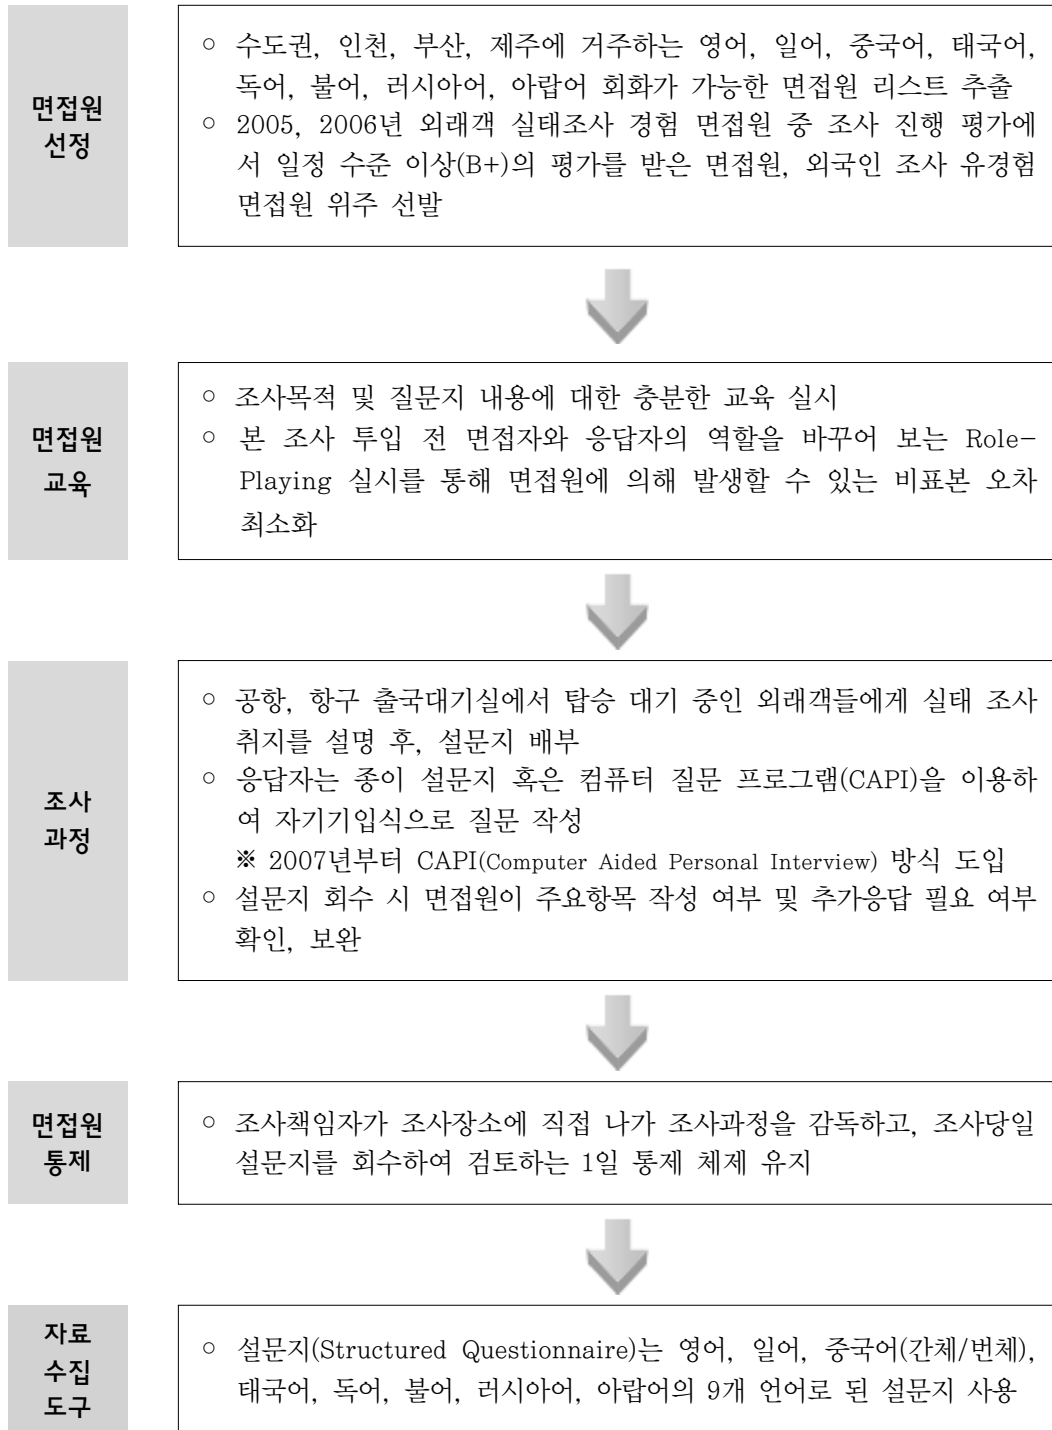 면접원
선정
○ 수도권, 인천, 부산, 제주에 거주하는 영어, 일어, 중국어, 태국어,
독어, 불어, 러시아어, 아랍어 회화가 가능한 면접원 리스트 추출
○ 2005, 2006년 외래객 실태조사 경험 면접원 중 조사 진행 평가에
서 일정 수준 이상(B+)의 평가를 받은 면접원, 외국인 조사 유경험
면접원 위주 선발
면접원
교육
○ 조사목적 및 질문지 내용에 대한 충분한 교육 실시
○ 본 조사 투입 전 면접자와 응답자의 역할을 바꾸어 보는 Role-
Playing 실시를 통해 면접원에 의해 발생할 수 있는 비표본 오차
최소화
조사
과정
○ 공항, 항구 출국대기실에서 탑승 대기 중인 외래객들에게 실태 조사
취지를 설명 후, 설문지 배부
○ 응답자는 종이 설문지 혹은 컴퓨터 질문 프로그램(CAPI)을 이용하
여 자기기입식으로 질문 작성
※ 2007년부터 CAPI(Computer Aided Personal Interview) 방식 도입
○ 설문지 회수 시 면접원이 주요항목 작성 여부 및 추가응답 필요 여부
확인, 보완
면접원
통제
○ 조사책임자가 조사장소에 직접 나가 조사과정을 감독하고, 조사당일
설문지를 회수하여 검토하는 1일 통제 체제 유지
자료
수집
도구
○ 설문지(Structured Questionnaire)는 영어, 일어, 중국어(간체/번체),
태국어, 독어, 불어, 러시아어, 아랍어의 9개 언어로 된 설문지 사용